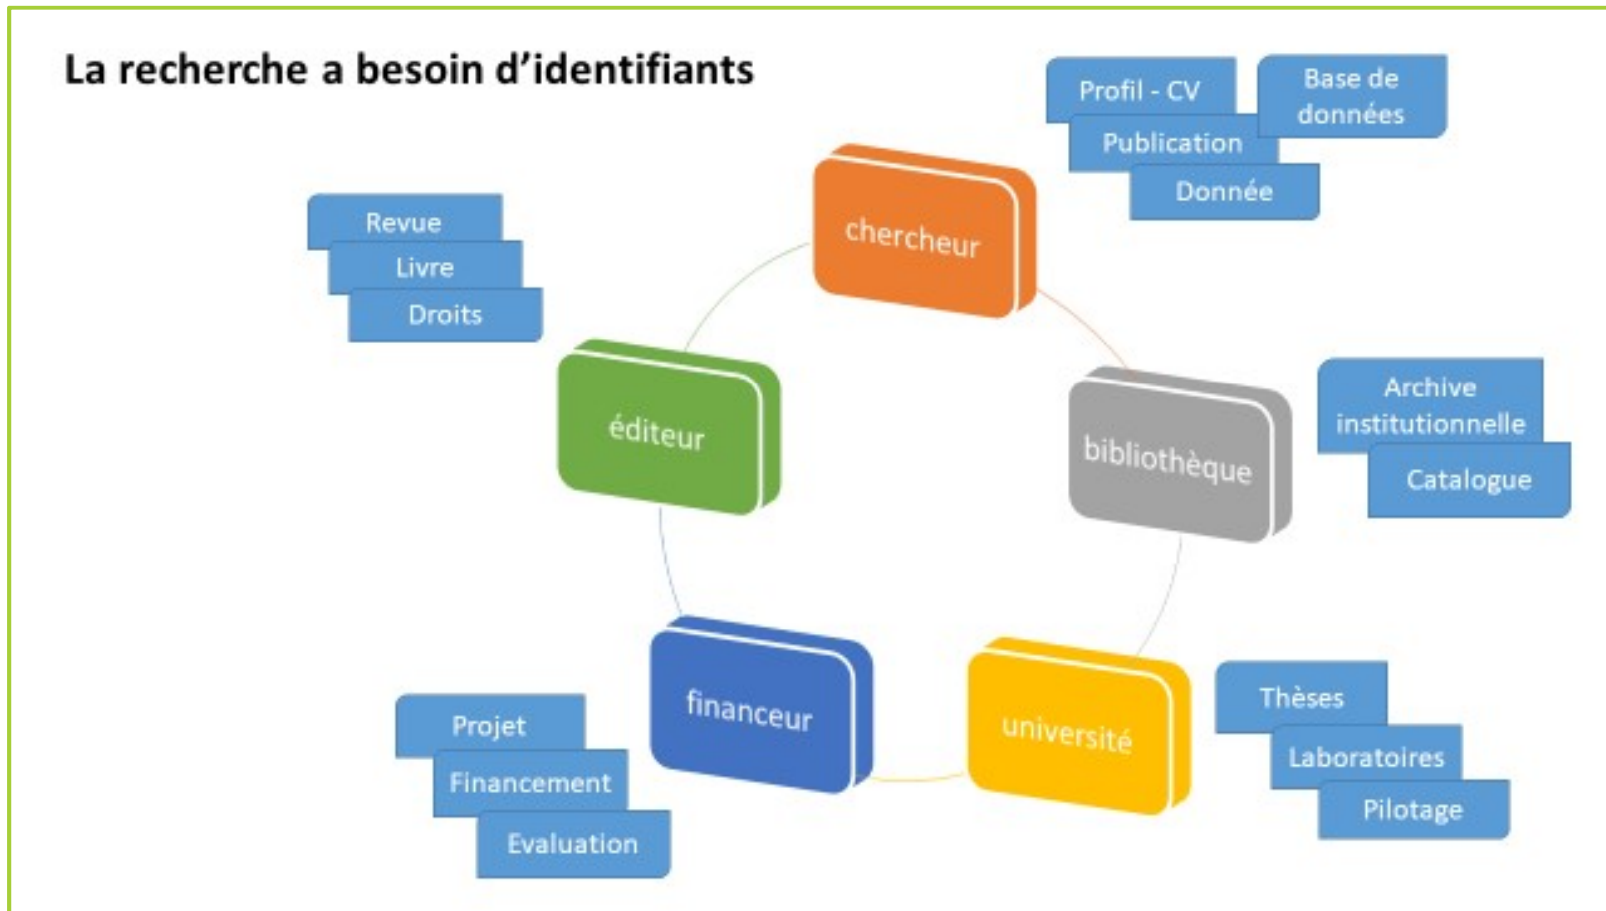 La recherche a besoin d’identifiants
Profil - CV
Base de
données
Publication
Donnée
chercheur
Revue
Livre
Droits
éditeur
bibliothèque
Archive
institutionnelle
Catalogue
financeur
Projet
Financement
Evaluation
université
Thèses
Laboratoires
Pilotage